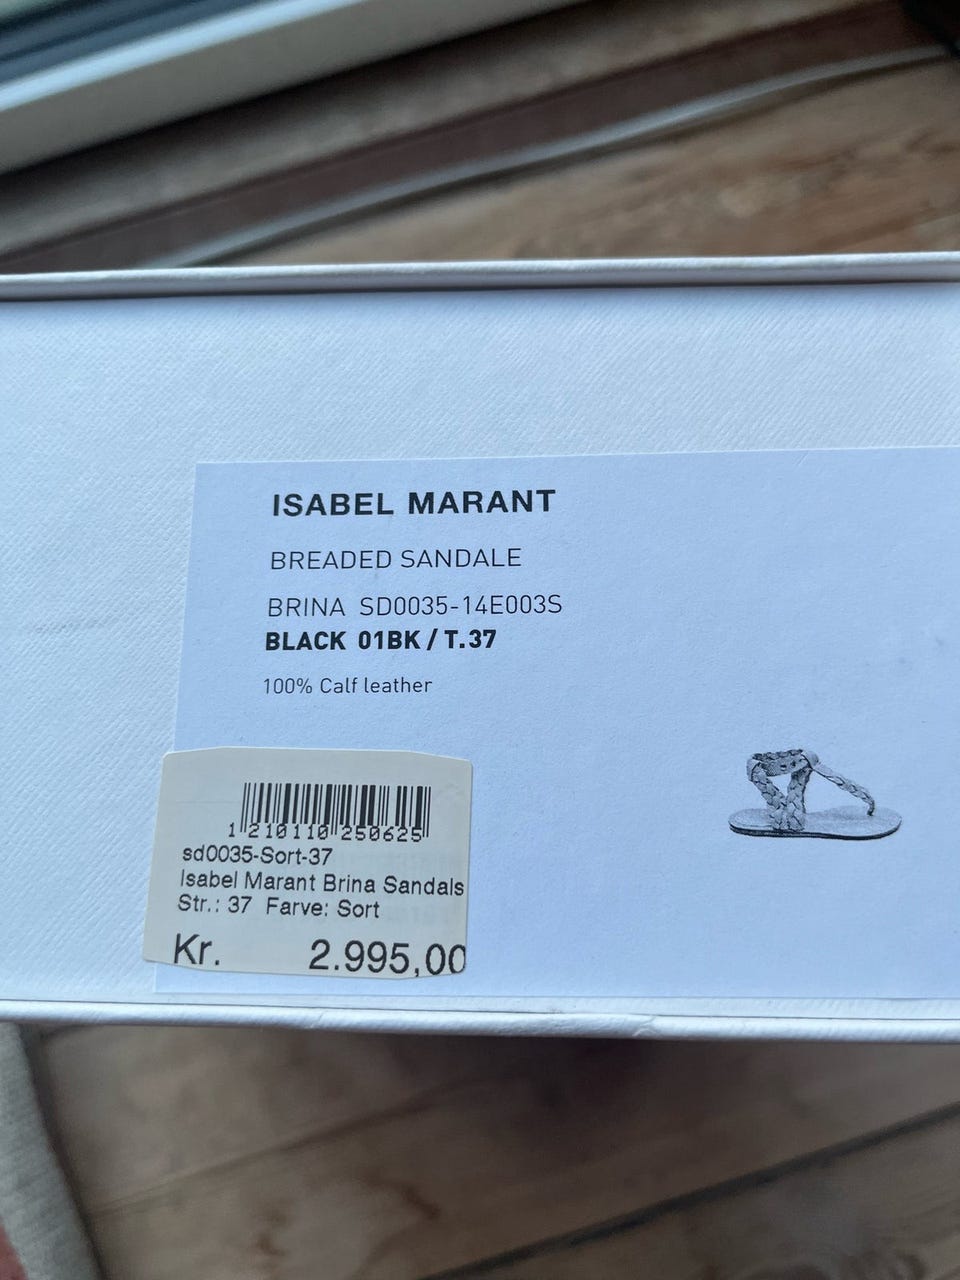 ISABEL MARANT
BREADED SANDALE
BRINA SD0035-14E003S
BLACK 01BK / T.37
100% Calf leather
1 210110 250625
sd0035-Sort-37
Isabel Marant Brina Sandals
Str.: 37 Farve: Sort
Kr. 2.995,00